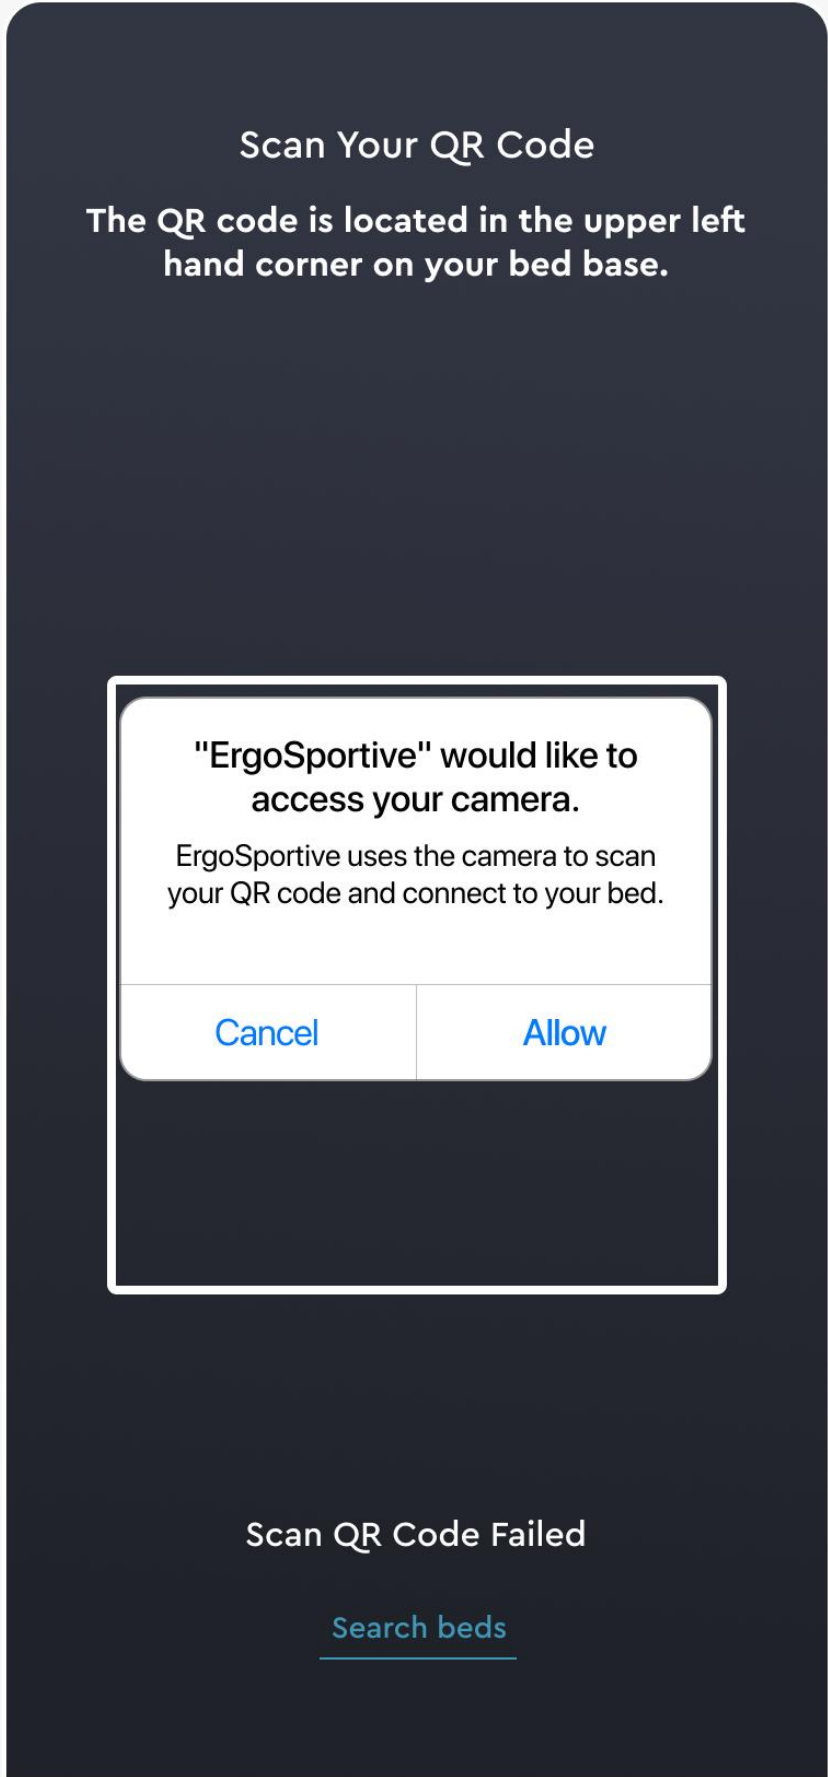 Scan Your QR Code
The QR code is located in the upper left
hand corner on your bed base.
"ErgoSportive" would like to
access your camera.
ErgoSportive uses the camera to scan
your QR code and connect to your bed.
Cancel
Allow
Scan QR Code Failed
Search beds